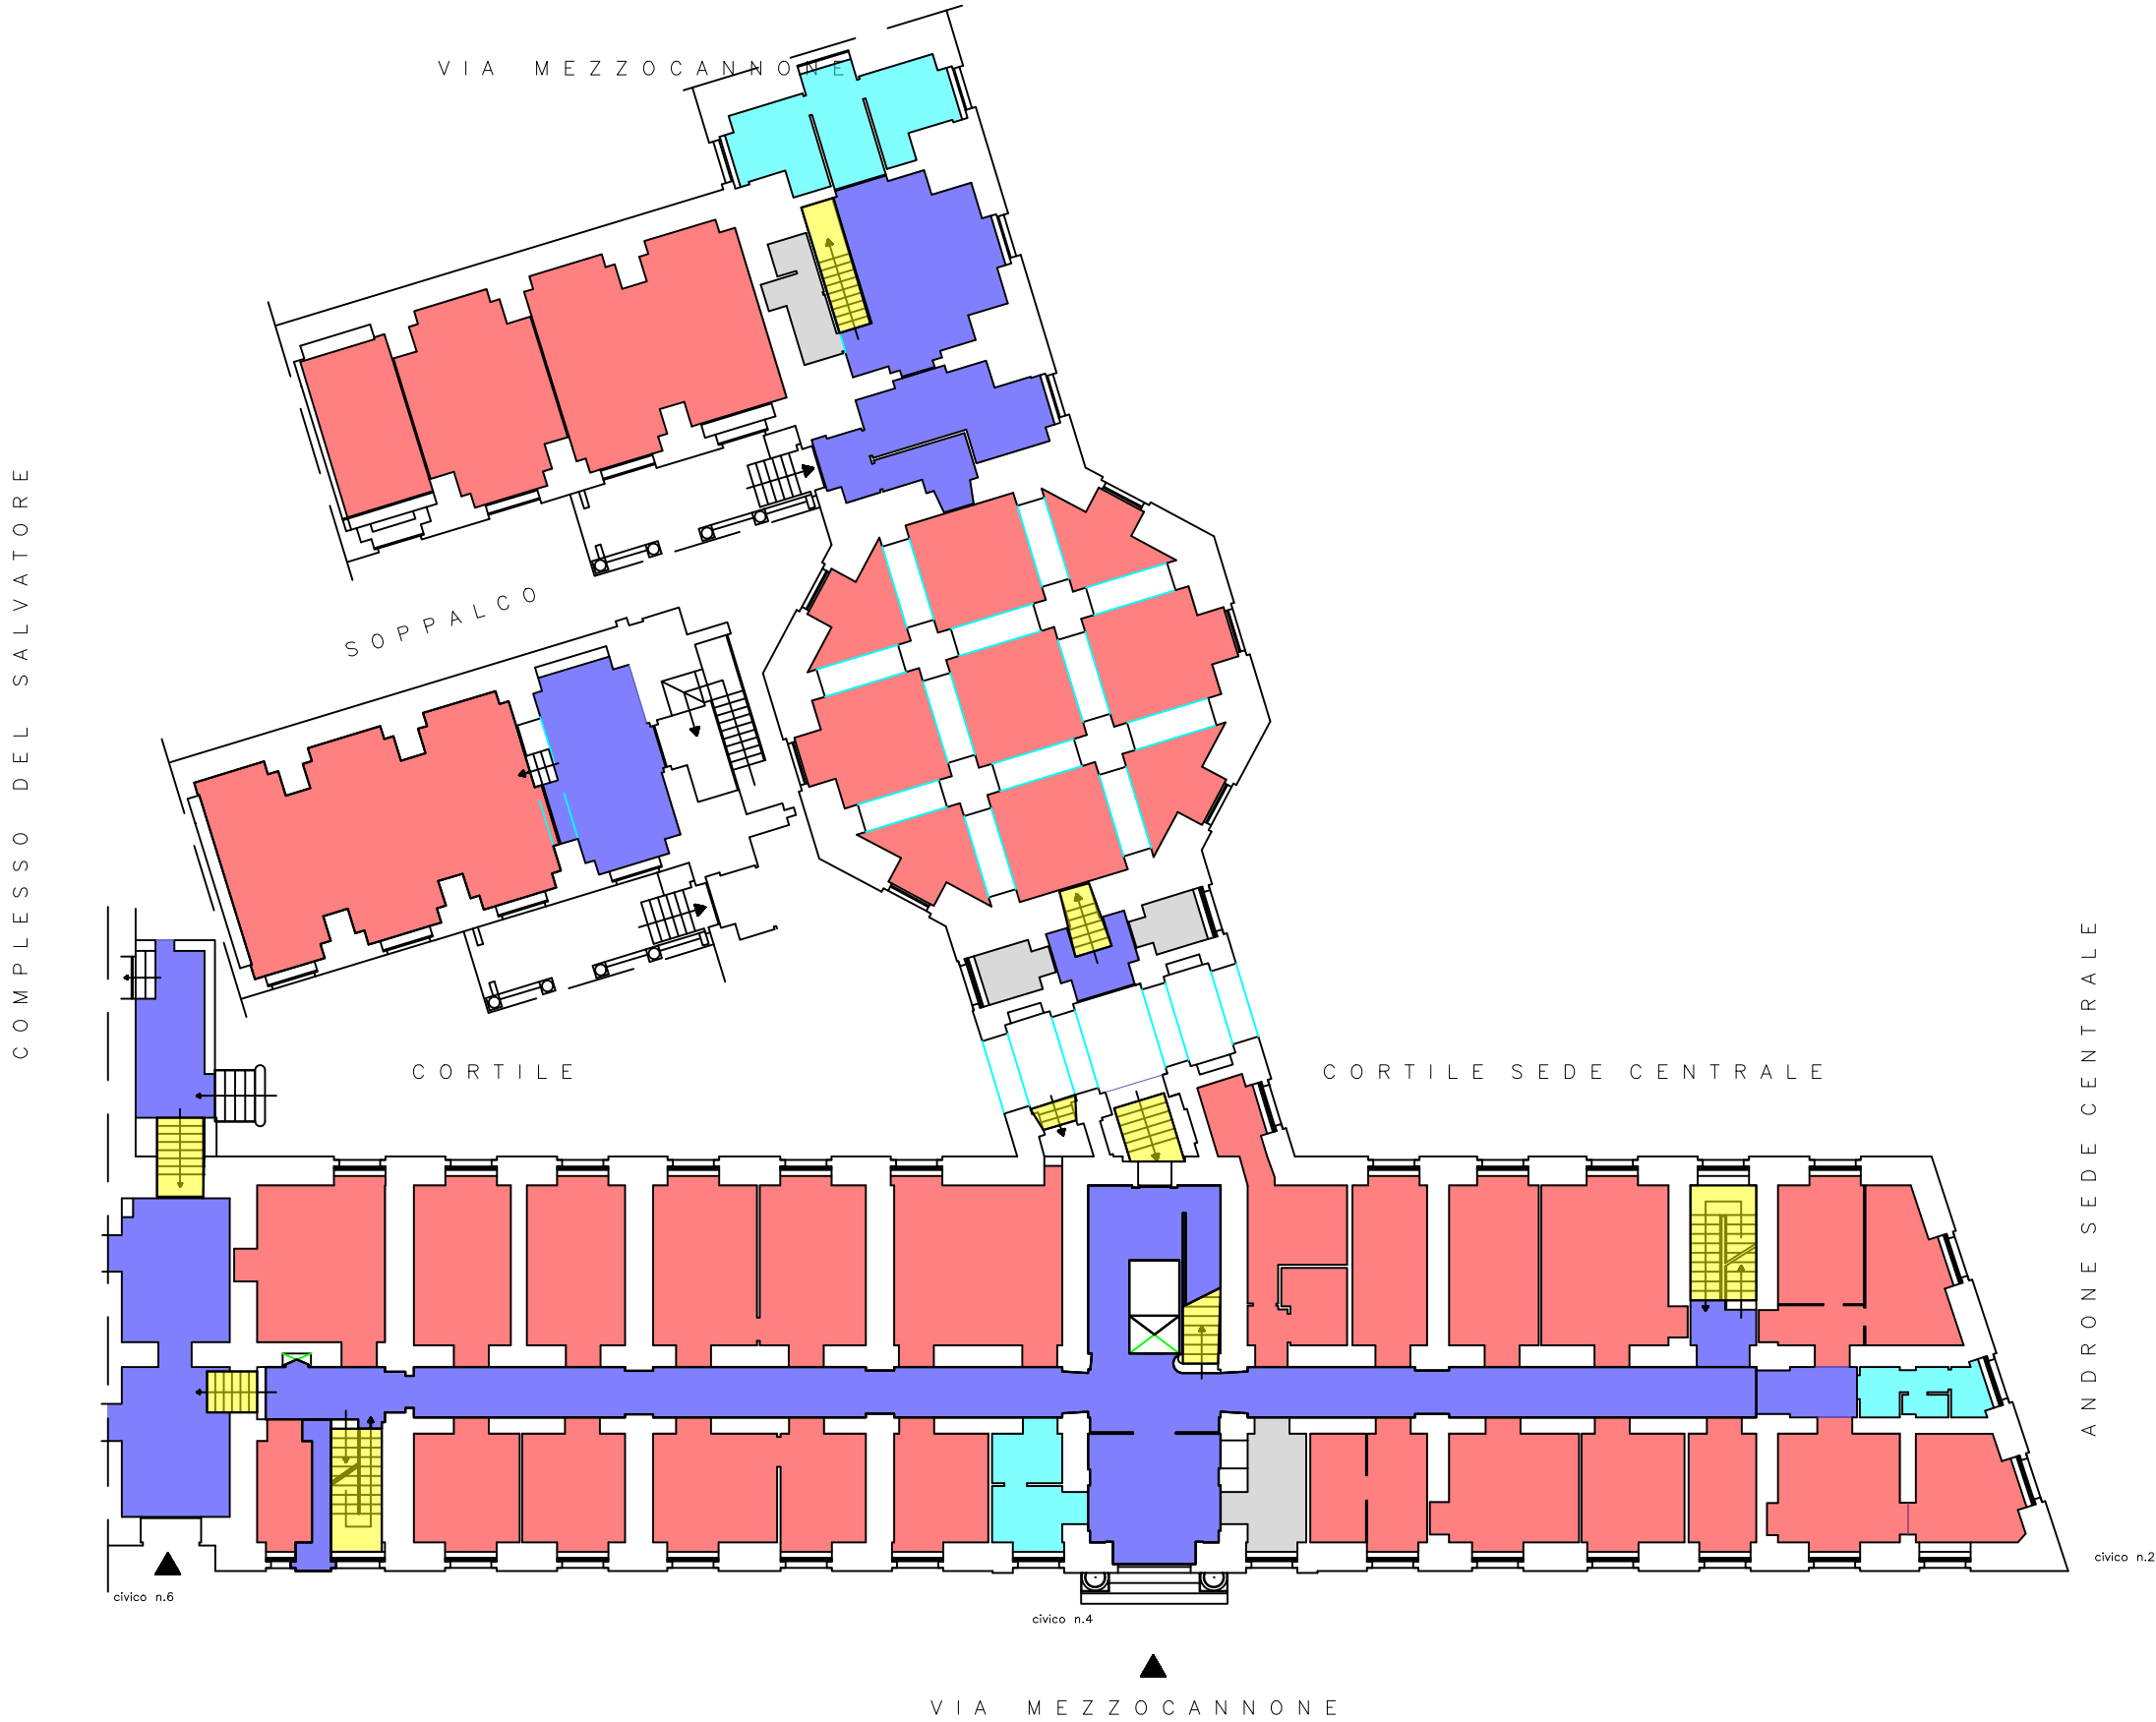 VIA MEZZOCANNONE
COMPLESSO DEL SALVATORE
SOPPALCO
CORTILE
CORTILE SEDE CENTRALE
ANDRONE SEDE CENTRALE
civico n.2
civico n.6
civico n.4
VIA MEZZOCANNONE